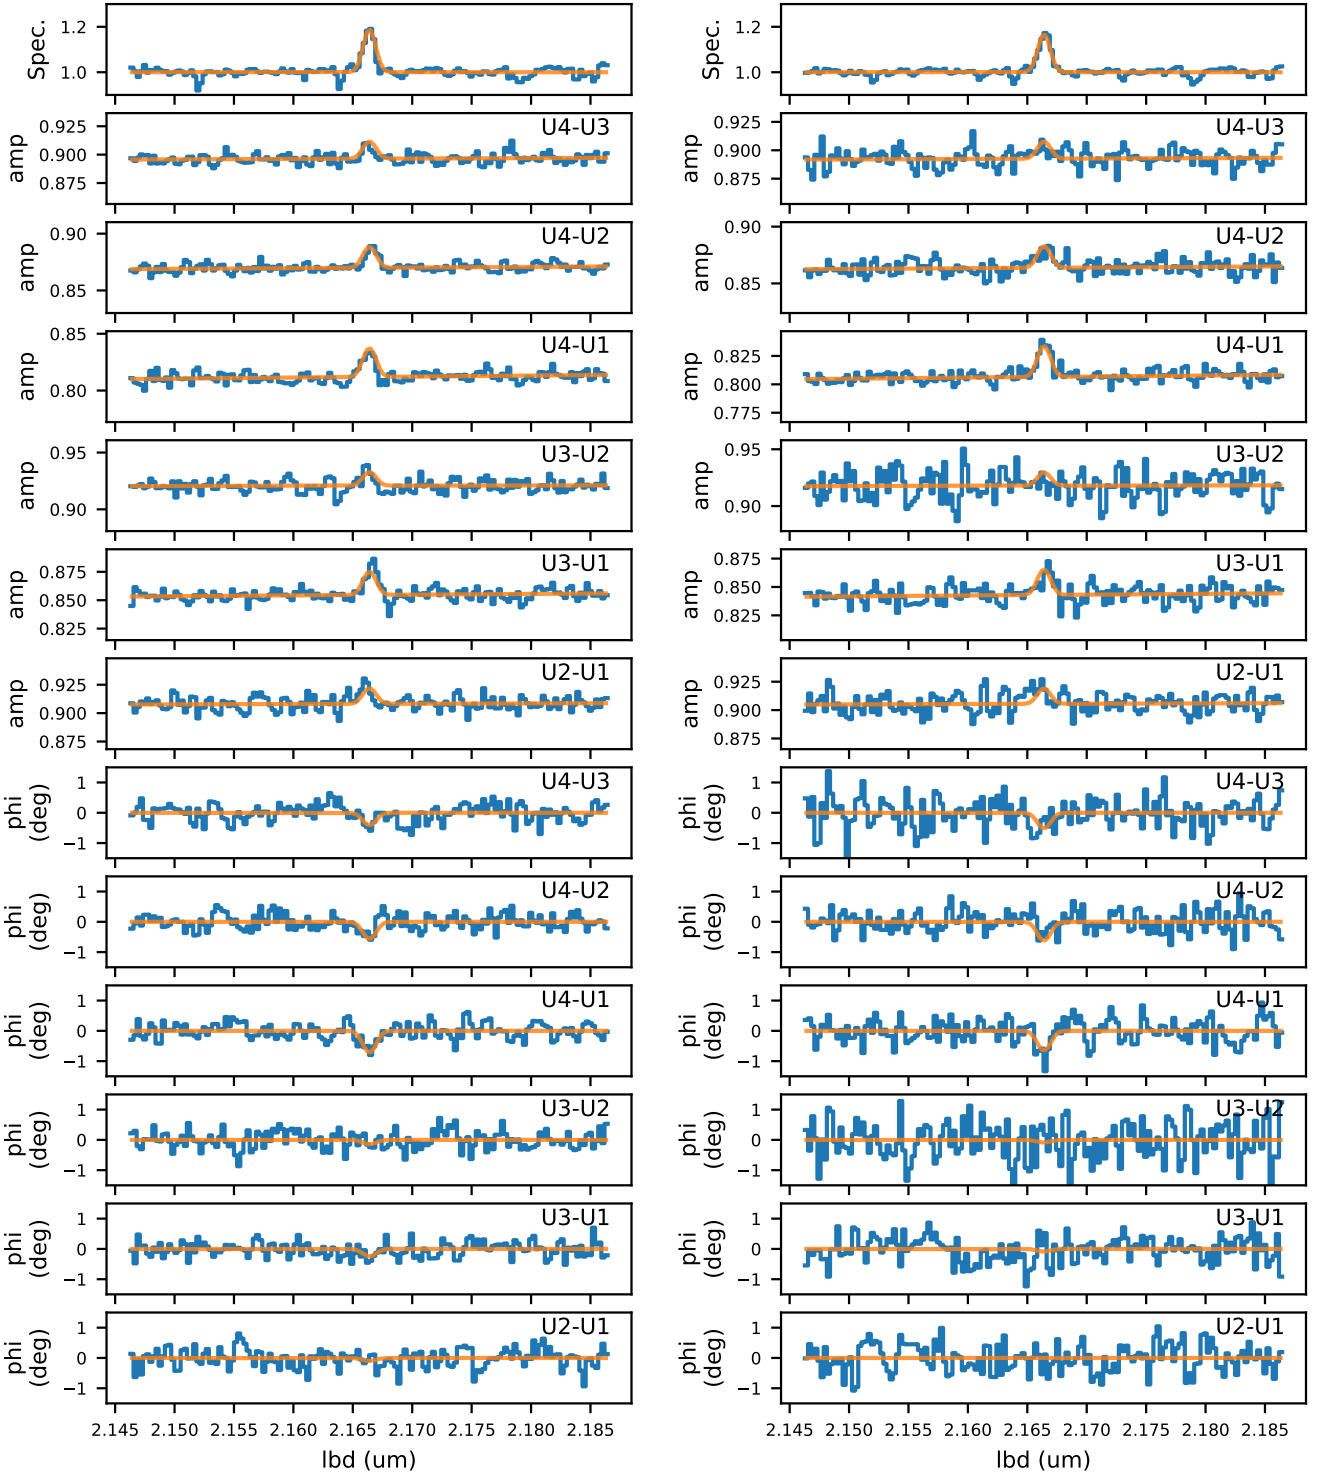 Spec.
1.2
1.0
Spec.
1.2
1.0
amp
0.925
0.900
0.875
U4-U3
amp
0.925
0.900
0.875
U4-U3
amp
0.90
0.85
U4-U2
amp
0.90
0.85
U4-U2
amp
0.85
0.80
U4-U1
amp
0.825
0.800
0.775
U4-U1
amp
0.95
0.90
U3-U2
amp
0.95
0.90
U3-U2
amp
0.875
0.850
0.825
U3-U1
amp
0.875
0.850
0.825
U3-U1
amp
0.925
0.900
0.875
U2-U1
amp
0.925
0.900
0.875
U2-U1
phi
(deg)
1
0
−1
U4-U3
phi
(deg)
1
0
−1
U4-U3
phi
(deg)
1
0
−1
U4-U2
phi
(deg)
1
0
−1
U4-U2
phi
(deg)
1
0
−1
U4-U1
phi
(deg)
1
0
−1
U4-U1
phi
(deg)
1
0
−1
U3-U2
phi
(deg)
1
0
−1
U3-U2
phi
(deg)
1
0
−1
U3-U1
phi
(deg)
1
0
−1
U3-U1
phi
(deg)
1
0
−1
U2-U1
phi
(deg)
1
0
−1
U2-U1
2.145 2.150 2.155 2.160 2.165 2.170 2.175 2.180 2.185
lbd (um)
2.145 2.150 2.155 2.160 2.165 2.170 2.175 2.180 2.185
lbd (um)